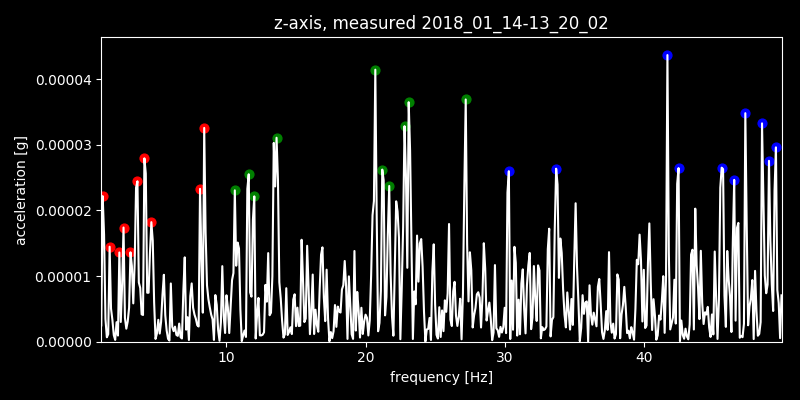 z-axis, measured 2018_01_14-13_20_02
acceleration [g]
0.00004
0.00003
0.00002
0.00001
0.00000
10 20 30 40
frequency [Hz]